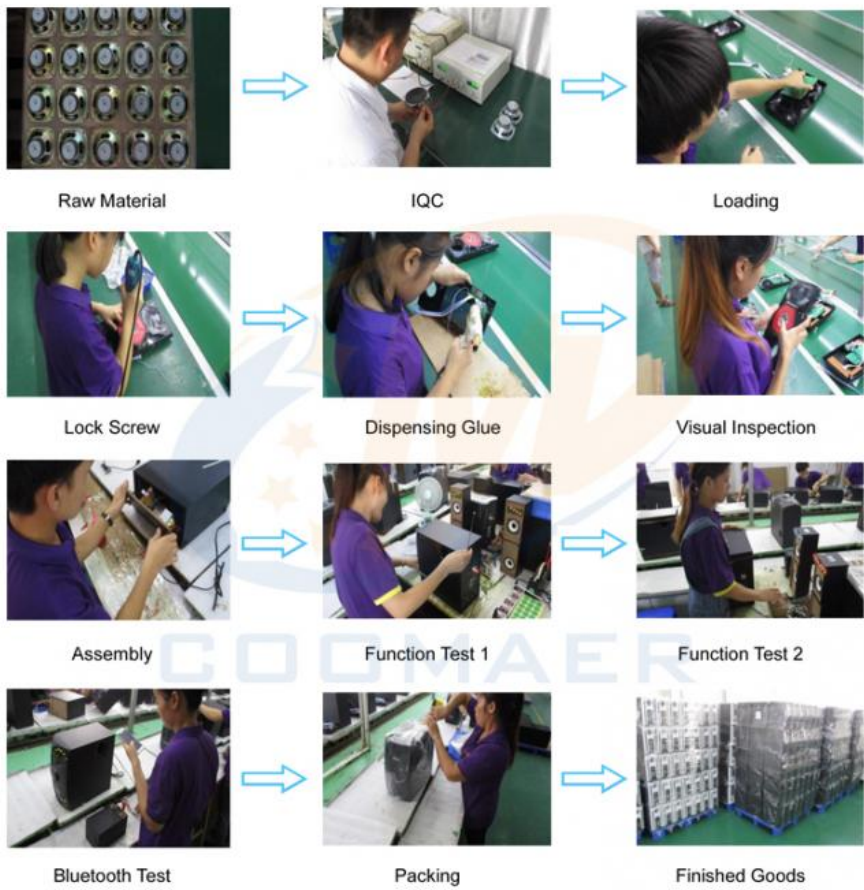 Raw Material
IQC
Loading
Lock Screw
Dispensing Glue
Visual Inspection
Assembly
Function Test 1
Function Test 2
COOMAER
Bluetooth Test
Packing
Finished Goods